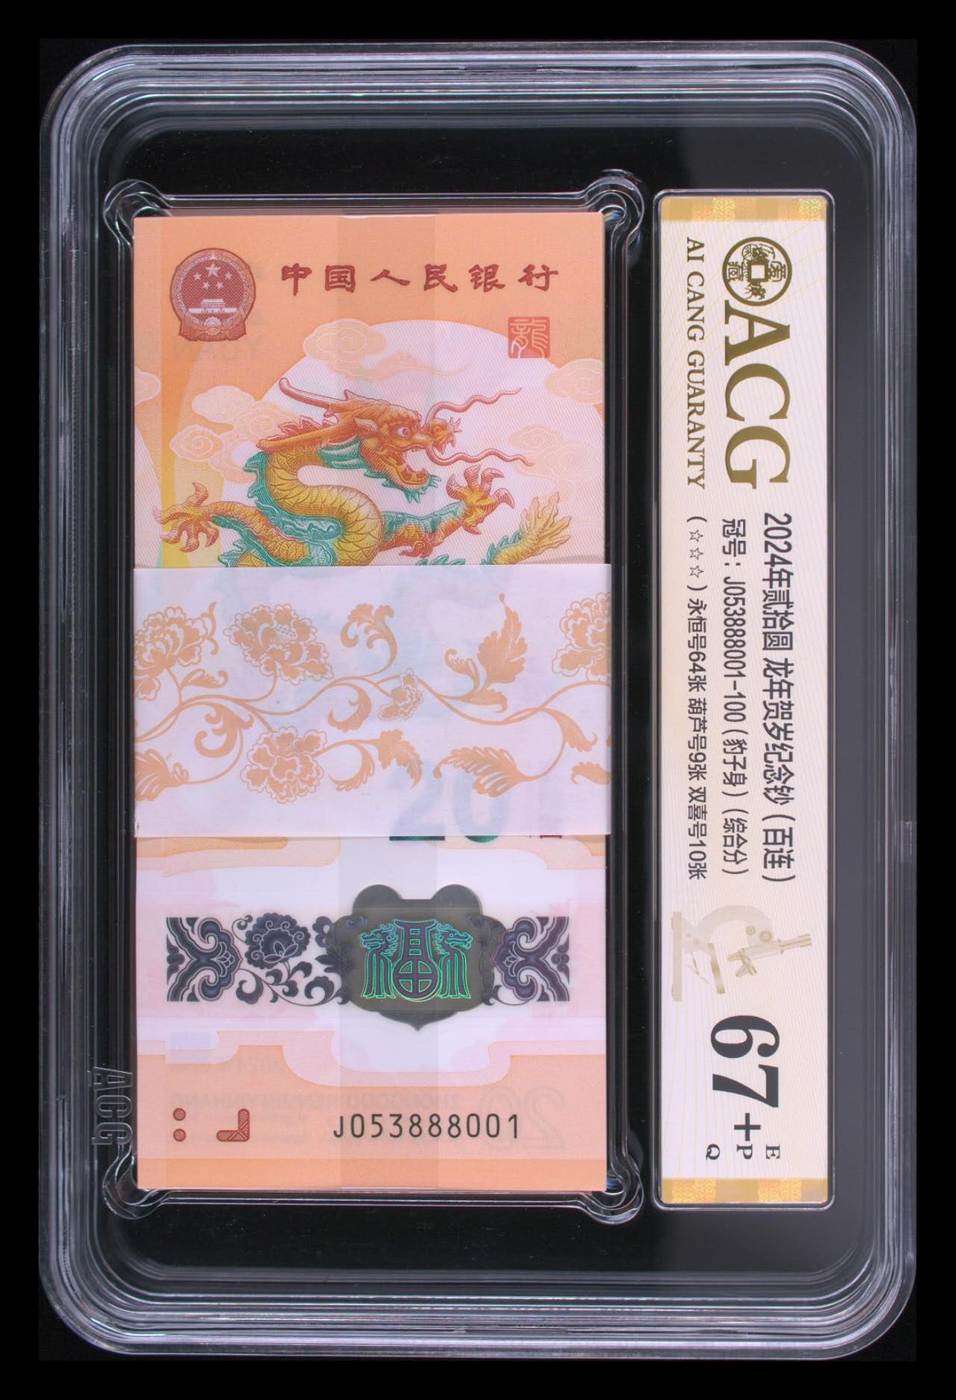 中国人民银行
龍
20
福
J053888001
ACG
AI CANG GUARANTY
2024年贰拾圆 龙年贺岁纪念钞（百连）
冠号：J053888001-100（豹子身）（综合分）
（☆☆☆）永恒号64张 葫芦号9张 双喜号10张
67+
E
P
Q
ACG